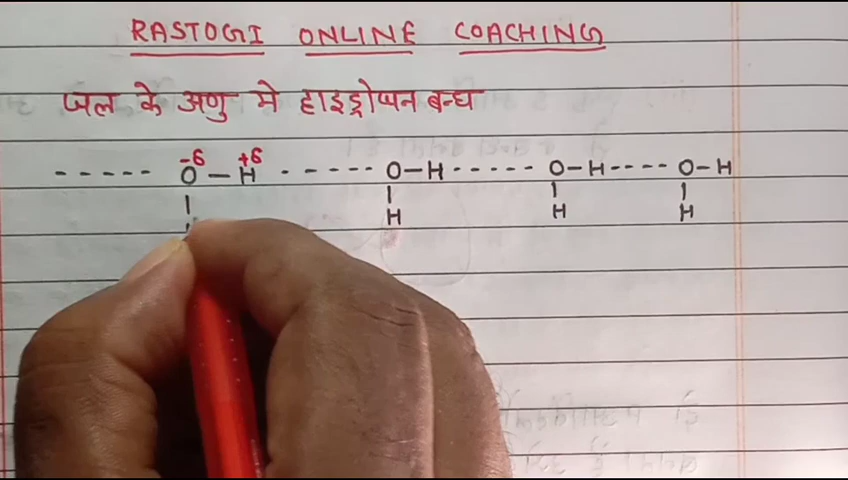 RASTOGI ONLINE COACHING
जल के अणु मे हाइड्रोजन बन्ध
-δ +δ
----- O – H ------ O – H ------ O – H ---- O – H
H H H